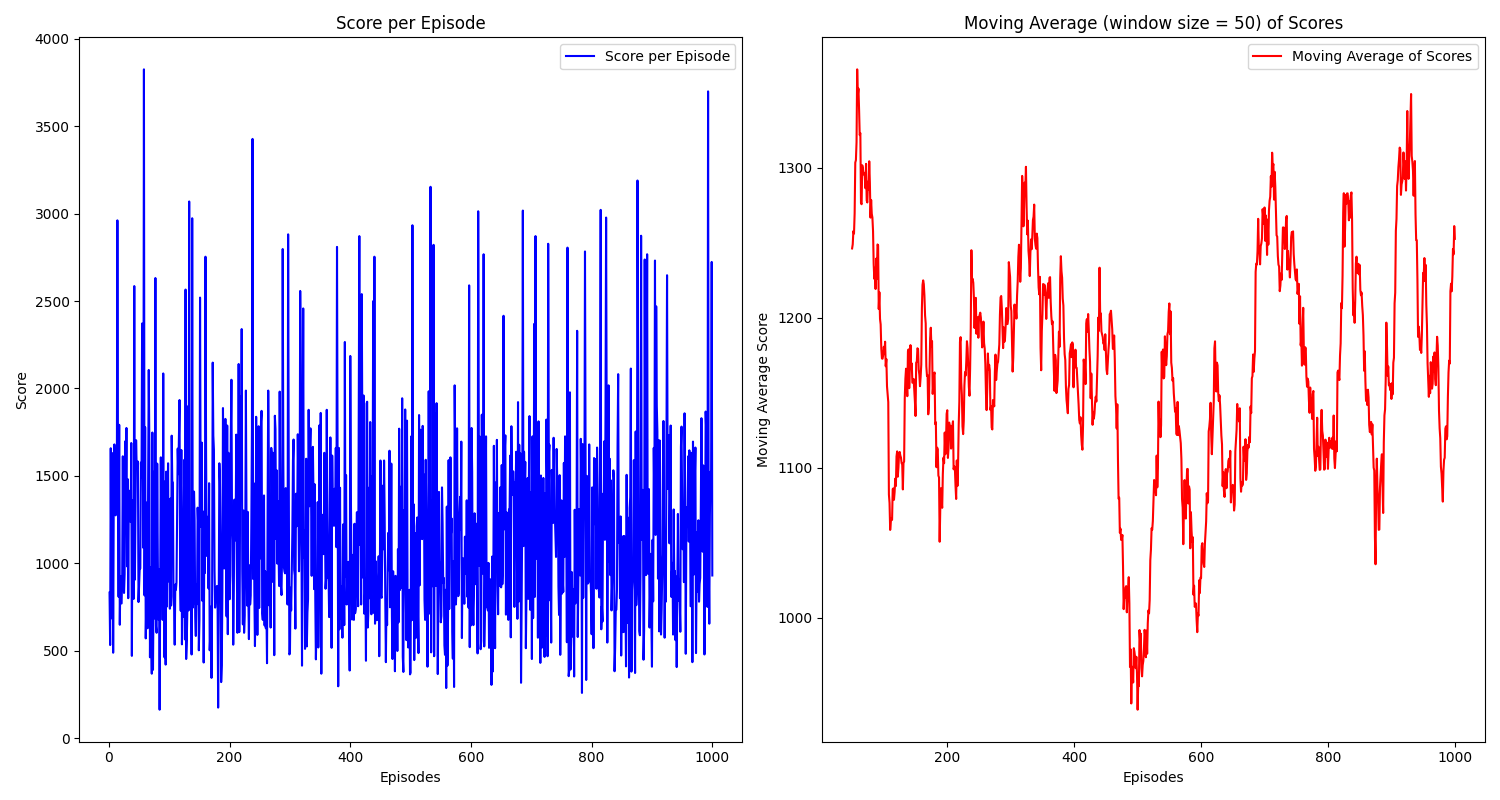 Score per Episode
Score per Episode
Score
4000
3500
3000
2500
2000
1500
1000
500
0
0 200 400 600 800 1000
Episodes
Moving Average (window size = 50) of Scores
Moving Average of Scores
Moving Average Score
1300
1200
1100
1000
200 400 600 800 1000
Episodes